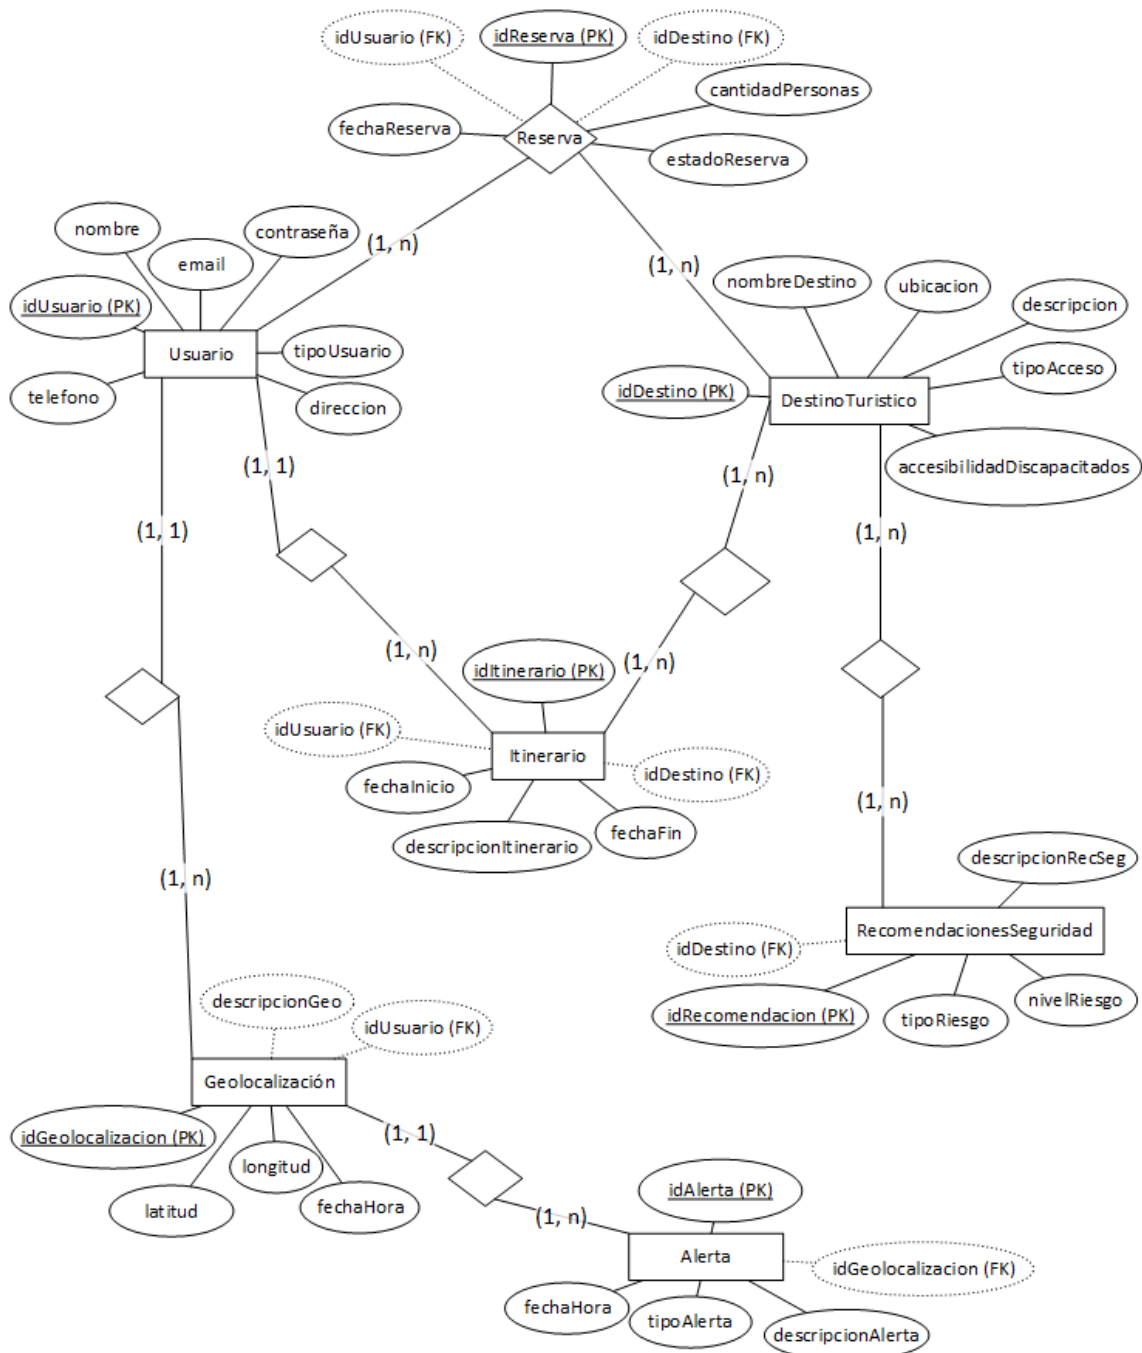 idUsuario (FK)
idReserva (PK)
idDestino (FK)
cantidadPersonas
fechaReserva
Reserva
estadoReserva
nombre
contraseña
(1, n)
email
(1, n)
nombreDestino
ubicacion
descripcion
idUsuario (PK)
Usuario
tipoUsuario
tipoAcceso
telefono
direccion
idDestino (PK)
DestinoTuristico
(1, 1)
(1, n)
accesibilidadDiscapacitados
(1, 1)
(1, n)
(1, n)
idItinerario (PK)
(1, n)
idUsuario (FK)
Itinerario
idDestino (FK)
fechaInicio
fechaFin
descripcionItinerario
(1, n)
(1, n)
descripcionRecSeg
idDestino (FK)
RecomendacionesSeguridad
idRecomendacion (PK)
tipoRiesgo
nivelRiesgo
descripcionGeo
idUsuario (FK)
Geolocalización
idGeolocalizacion (PK)
longitud
latitud
fechaHora
(1, 1)
idAlerta (PK)
(1, n)
Alerta
idGeolocalizacion (FK)
fechaHora
tipoAlerta
descripcionAlerta